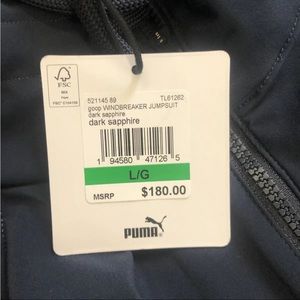 FSC
MIX
521145 89 TL61262
goop WINDBREAKER JUMPSUIT
dark sapphire
dark sapphire
1 94580 47126 5
L/G
MSRP $180.00
PUMA